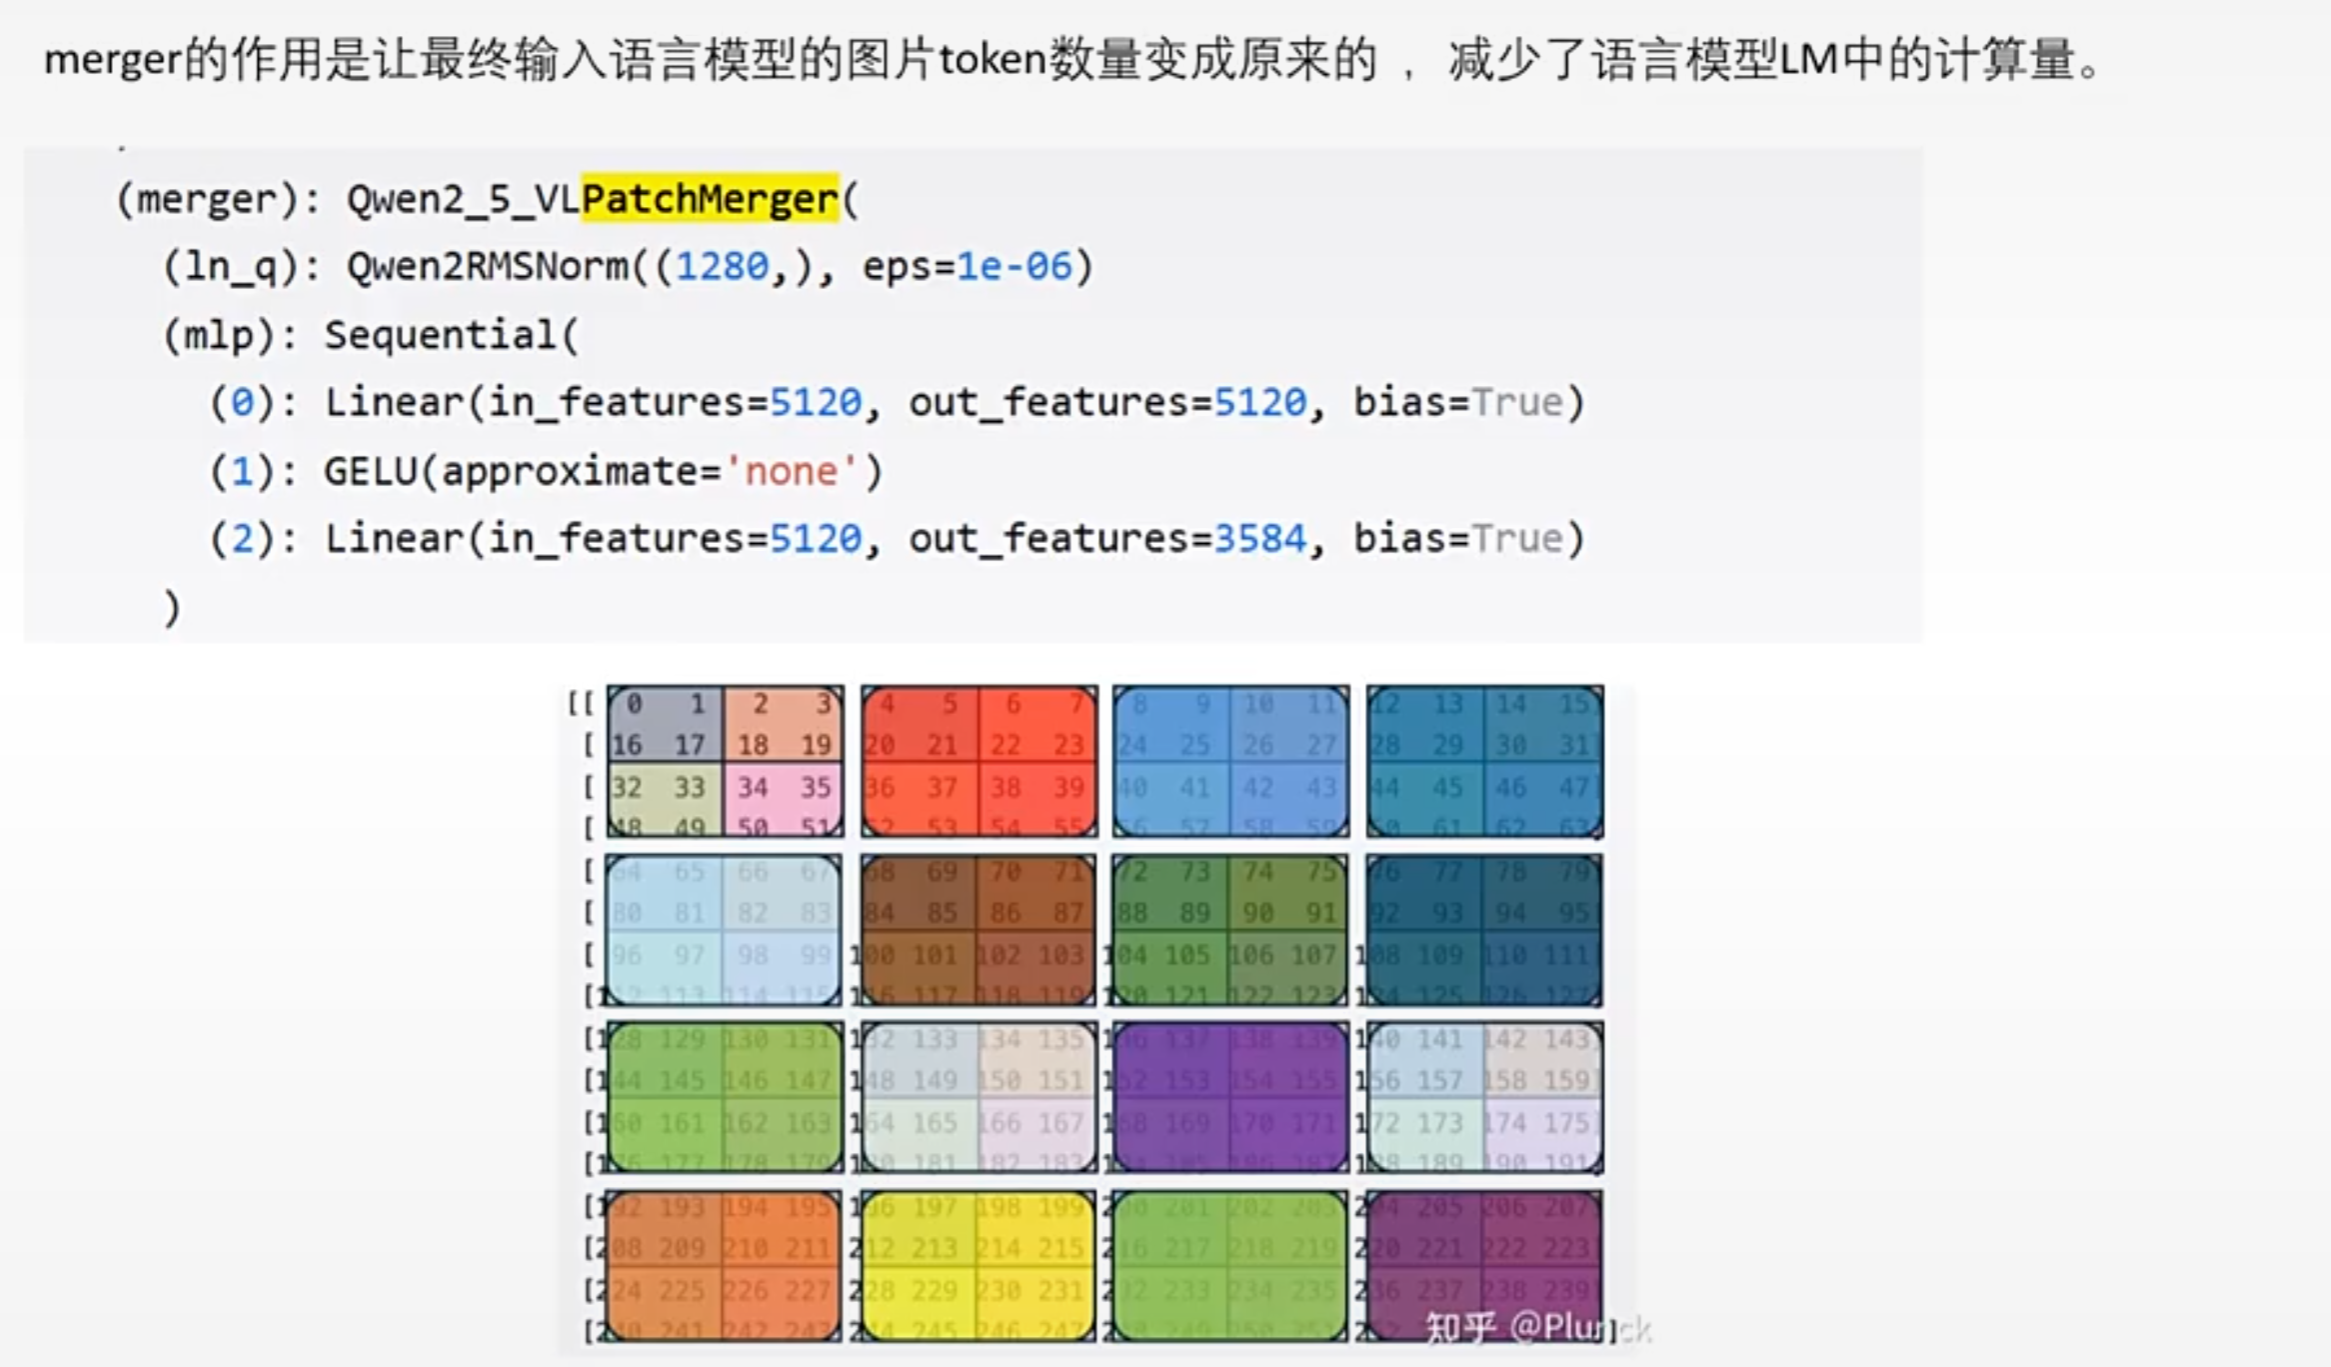 merger的作用是让最终输入语言模型的图片token数量变成原来的 ， 减少了语言模型LM中的计算量。
(merger): Qwen2_5_VLPatchMerger(
(ln_q): Qwen2RMSNorm((1280,), eps=1e-06)
(mlp): Sequential(
(0): Linear(in_features=5120, out_features=5120, bias=True)
(1): GELU(approximate='none')
(2): Linear(in_features=5120, out_features=3584, bias=True)
)
[[ 0 1 2 3 4 5 6 7 8 9 10 11 12 13 14 15
[ 16 17 18 19 20 21 22 23 24 25 26 27 28 29 30 31
[ 32 33 34 35 36 37 38 39 40 41 42 43 44 45 46 47
[ 48 49 50 51 52 53 54 55 56 57 58 59 60 61 62 63
[ 64 65 66 67 68 69 70 71 72 73 74 75 76 77 78 79
[ 80 81 82 83 84 85 86 87 88 89 90 91 92 93 94 95
[ 96 97 98 99 100 101 102 103 104 105 106 107 108 109 110 111
[112 113 114 115 116 117 118 119 120 121 122 123 124 125 126 127
[128 129 130 131 132 133 134 135 136 137 138 139 140 141 142 143
[144 145 146 147 148 149 150 151 152 153 154 155 156 157 158 159
[160 161 162 163 164 165 166 167 168 169 170 171 172 173 174 175
[176 177 178 179 180 181 182 183 184 185 186 187 188 189 190 191
[192 193 194 195 196 197 198 199 200 201 202 203 204 205 206 207
[208 209 210 211 212 213 214 215 216 217 218 219 220 221 222 223
[224 225 226 227 228 229 230 231 232 233 234 235 236 237 238 239
[240 241 242 243 244 245 246 247 249 250 251
知乎 @Plunck